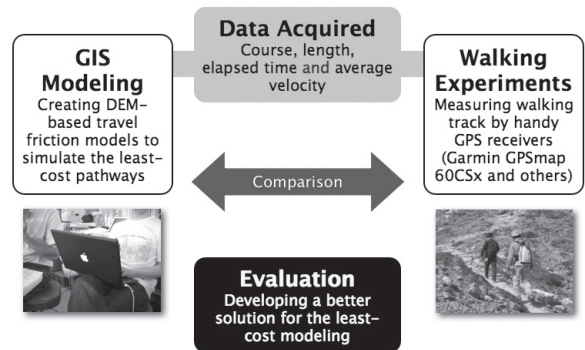 GIS
Modeling
Creating DEM-
based travel
friction models to
simulate the least-
cost pathways
Data Acquired
Course, length,
elapsed time and average
velocity
Walking
Experiments
Measuring walking
track by handy
GPS receivers
(Garmin GPSmap
60CSx and others)
Comparison
Evaluation
Developing a better
solution for the least-
cost modeling